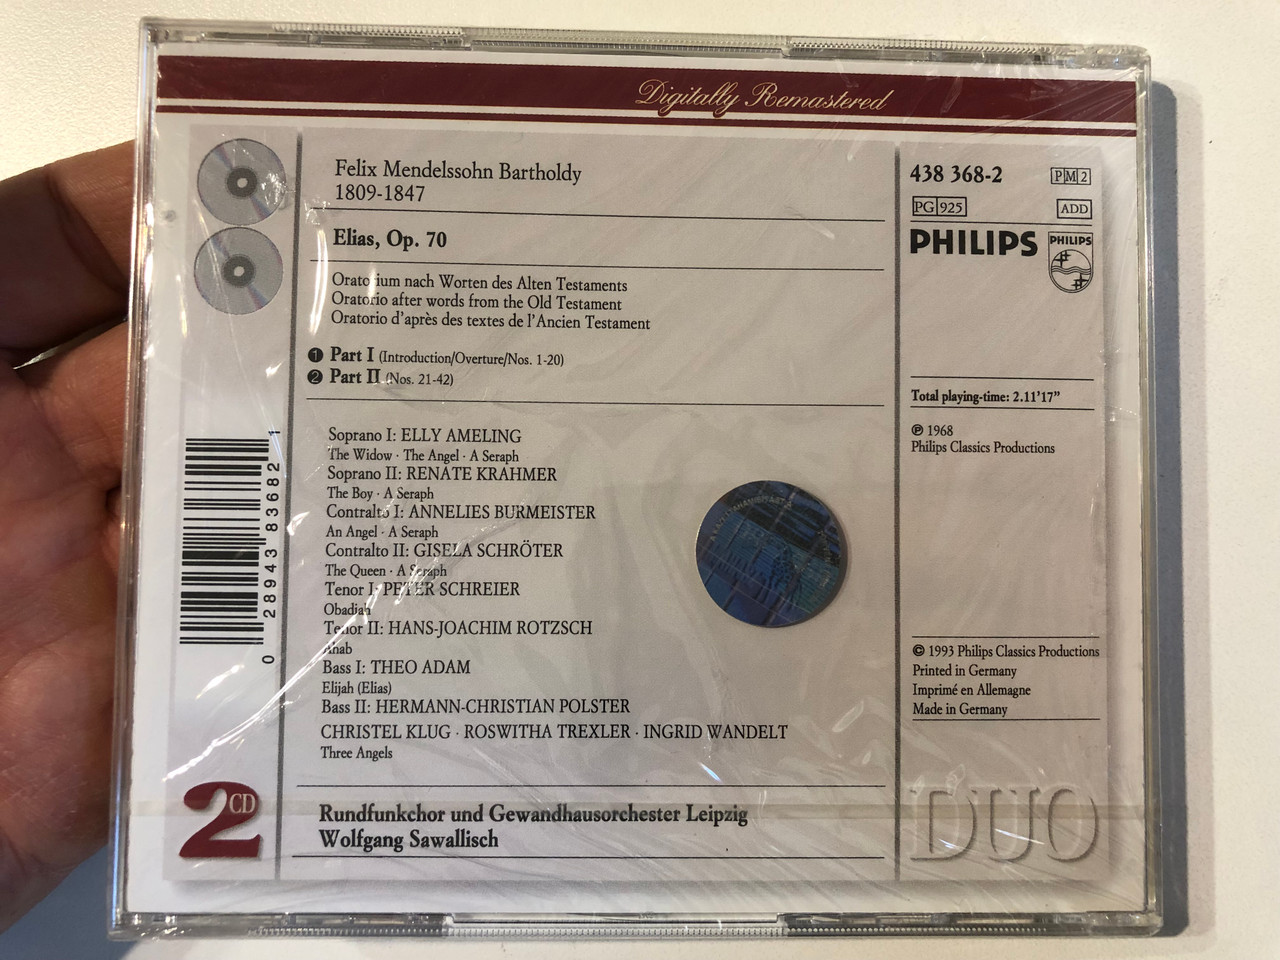 Digitally Remastered
Felix Mendelssohn Bartholdy
1809-1847
Elias, Op. 70
Oratorium nach Worten des Alten Testaments
Oratorio after words from the Old Testament
Oratorio d'après des textes de l'Ancien Testament
1 Part I (Introduction/Overture/Nos. 1-20)
2 Part II (Nos. 21-42)
Soprano I: ELLY AMELING
The Widow · The Angel · A Seraph
Soprano II: RENATE KRAHMER
The Boy · A Seraph
Contralto I: ANNELIES BURMEISTER
An Angel · A Seraph
Contralto II: GISELA SCHRÖTER
The Queen · A Seraph
Tenor I: PETER SCHREIER
Obadiah
Tenor II: HANS-JOACHIM ROTZSCH
Ahab
Bass I: THEO ADAM
Elijah (Elias)
Bass II: HERMANN-CHRISTIAN POLSTER
CHRISTEL KLUG · ROSWITHA TREXLER · INGRID WANDELT
Three Angels
Rundfunkchor und Gewandhausorchester Leipzig
Wolfgang Sawallisch
438 368-2
PM2
PG 925
ADD
PHILIPS
PHILIPS
Total playing-time: 2.11'17"
℗ 1968
Philips Classics Productions
© 1993 Philips Classics Productions
Printed in Germany
Imprimé en Allemagne
Made in Germany
DUO
2 CD
0 28943 83682 1